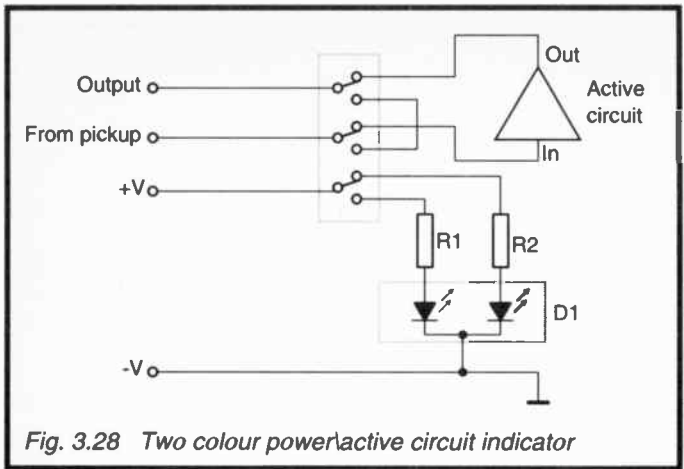 Out
Output
Active
circuit
From pickup
In
+V
R1
R2
D1
-V
Fig. 3.28 Two colour power\active circuit indicator